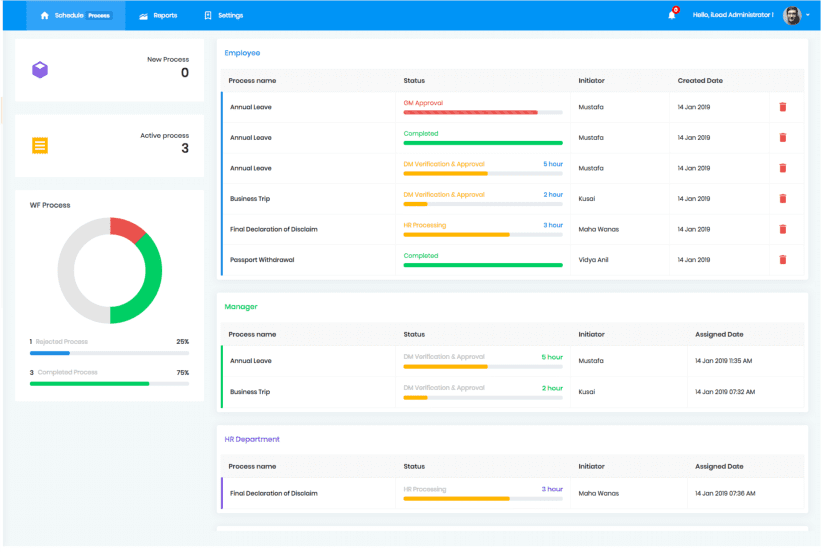 Schedule Process Reports Settings 0 Hello, iLead Administrator !
New Process
0
Active process
3
WF Process
1 Rejected Process 25%
3 Completed Process 75%
Employee
Process name Status Initiator Created Date
Annual Leave DM Approval Mustafa 14 Jan 2019
Annual Leave Completed Mustafa 14 Jan 2019
Annual Leave DM Verification & Approval 5 hour Mustafa 14 Jan 2019
Business Trip DM Verification & Approval 2 hour Kusai 14 Jan 2019
Final Declaration of Disclaim HR Processing 3 hour Maha Wanas 14 Jan 2019
Passport Withdrawal Completed Vidya Anil 14 Jan 2019
Manager
Process name Status Initiator Assigned Date
Annual Leave DM Verification & Approval 5 hour Mustafa 14 Jan 2019 11:35 AM
Business Trip DM Verification & Approval 2 hour Kusai 14 Jan 2019 07:32 AM
HR Department
Process name Status Initiator Assigned Date
Final Declaration of Disclaim HR Processing 3 hour Maha Wanas 14 Jan 2019 07:36 AM